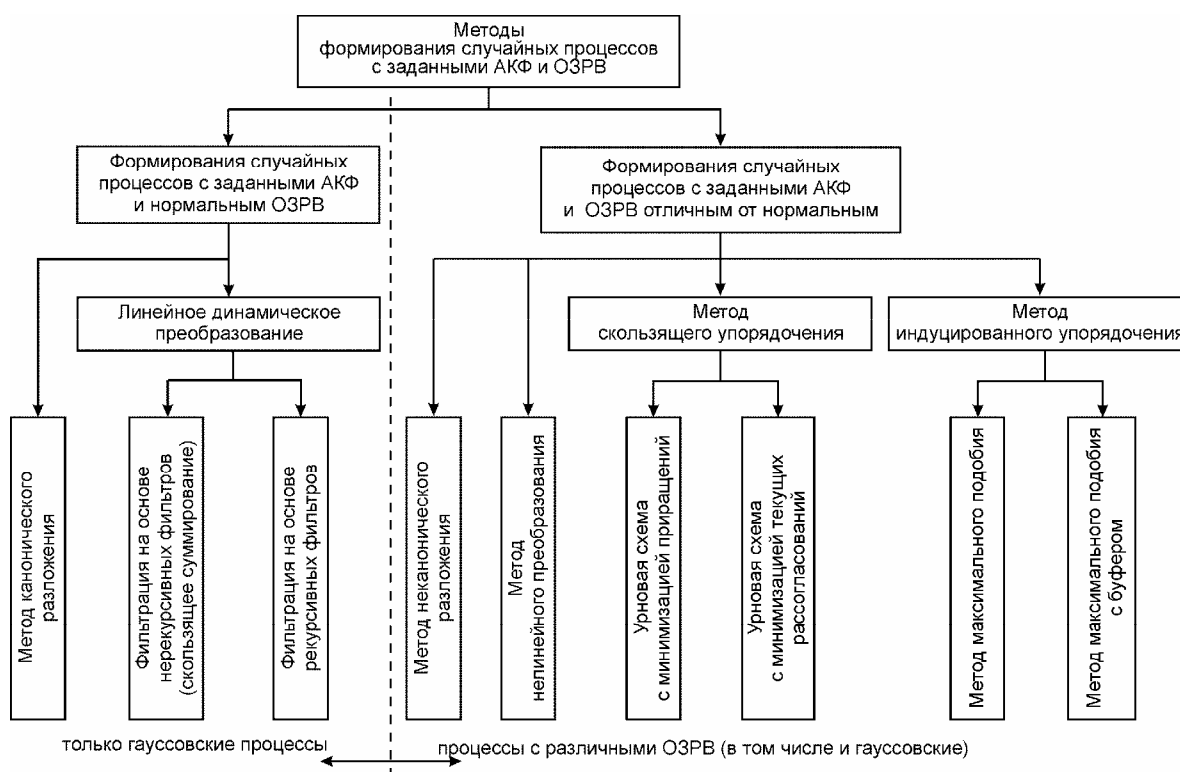 Методы
формирования случайных процессов
с заданными АКФ и ОЗРВ
Формирования случайных
процессов с заданными АКФ
и нормальным ОЗРВ
Формирования случайных
процессов с заданными АКФ
и ОЗРВ отличным от нормальным
Линейное динамическое
преобразование
Метод
скользящего упорядочения
Метод
индуцированного упорядочения
Метод канонического
разложения
Фильтрация на основе
нерекурсивных фильтров
(скользящее суммирование)
Фильтрация на основе
рекурсивных фильтров
Метод неканонического
разложения
Метод
нелинейного преобразования
Урновая схема
с минимизацией приращений
Урновая схема
с минимизацией текущих
рассогласований
Метод максимального подобия
Метод максимального подобия
с буфером
только гауссовские процессы
процессы с различными ОЗРВ (в том числе и гауссовские)